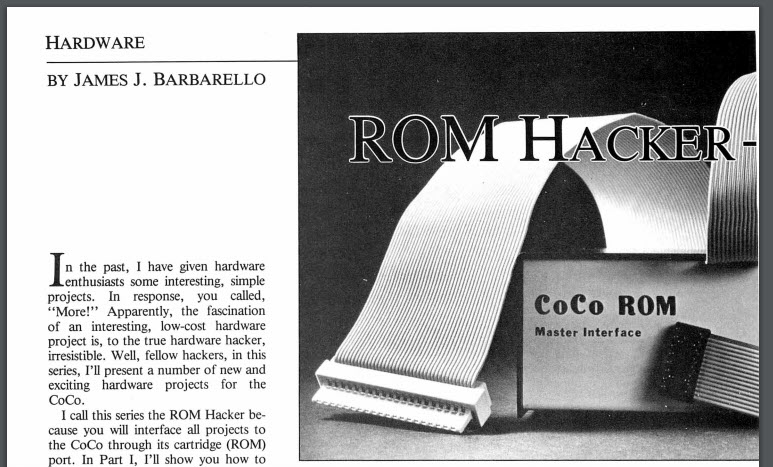 HARDWARE
BY JAMES J. BARBARELLO
ROM HACKER-
CoCo ROM
Master Interface
In the past, I have given hardware
enthusiasts some interesting, simple
projects. In response, you called,
“More!” Apparently, the fascination
of an interesting, low-cost hardware
project is, to the true hardware hacker,
irresistible. Well, fellow hackers, in this
series, I’ll present a number of new and
exciting hardware projects for the
CoCo.
I call this series the ROM Hacker be-
cause you will interface all projects to
the CoCo through its cartridge (ROM)
port. In Part I, I’ll show you how to